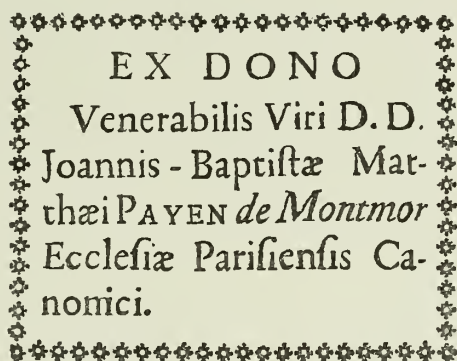 EX DONO
Venerabilis Viri D. D.
Joannis-Baptiſtæ Mat-
thæi PAYEN de Montmor
Eccleſiæ Pariſienſis Ca-
nonici.